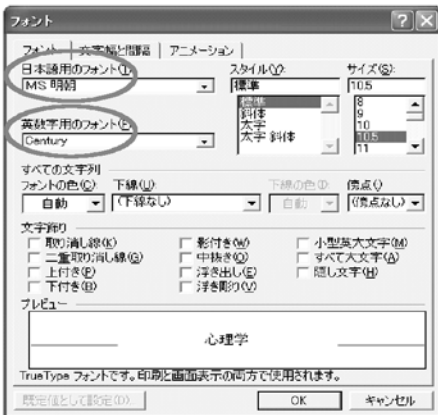 フォント
フォント 文字幅と間隔 アニメーション
日本語用のフォント(T): スタイル(Y): サイズ(S):
MS 明朝 標準 10.5
標準 8
斜体 9
英数字用のフォント(F): 太字 10
Century 太字 斜体 10.5
11
すべての文字列
フォントの色(C) 下線(U): 下線の色(I): 傍点(·)
自動 (下線なし) 自動 (傍点なし)
文字飾り
取り消し線(K) 影付き(W) 小型英大文字(M)
二重取り消し線(G) 中抜き(O) すべて大文字(A)
上付き(P) 浮き出し(E) 隠し文字(H)
下付き(B) 浮き彫り(V)
プレビュー
心理学
TrueType フォントです。印刷と画面表示の両方で使用されます。
既定値として設定(D)... OK キャンセル